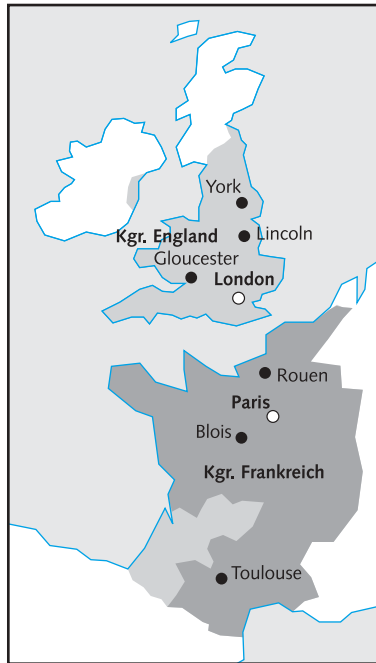 York
Lincoln
Kgr. England
Gloucester
London
Rouen
Paris
Blois
Kgr. Frankreich
Toulouse